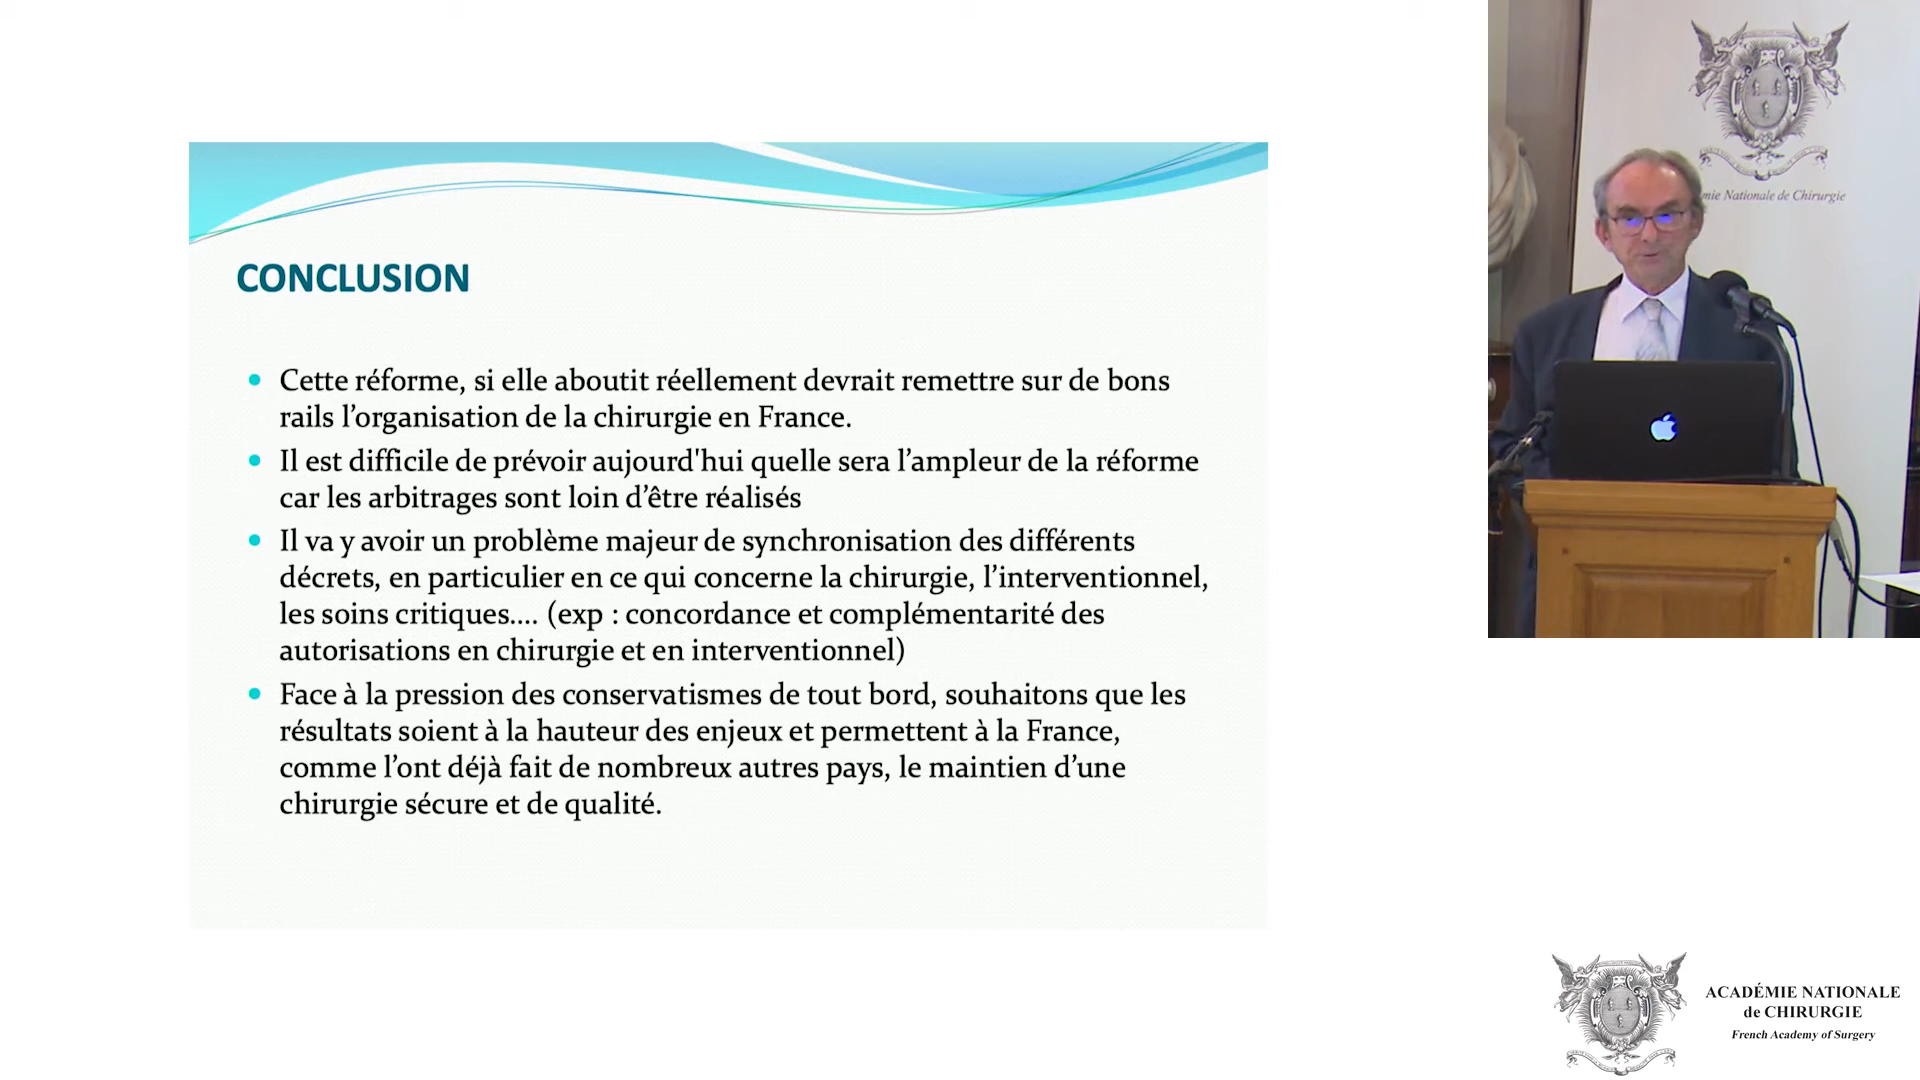 CONCLUSION
Cette réforme, si elle aboutit réellement devrait remettre sur de bons
rails l’organisation de la chirurgie en France.
Il est difficile de prévoir aujourd'hui quelle sera l’ampleur de la réforme
car les arbitrages sont loin d’être réalisés
Il va y avoir un problème majeur de synchronisation des différents
décrets, en particulier en ce qui concerne la chirurgie, l’interventionnel,
les soins critiques.... (exp : concordance et complémentarité des
autorisations en chirurgie et en interventionnel)
Face à la pression des conservatismes de tout bord, souhaitons que les
résultats soient à la hauteur des enjeux et permettent à la France,
comme l’ont déjà fait de nombreux autres pays, le maintien d’une
chirurgie sécure et de qualité.
Nationale de Chirurgie
ACADÉMIE NATIONALE
de CHIRURGIE
French Academy of Surgery